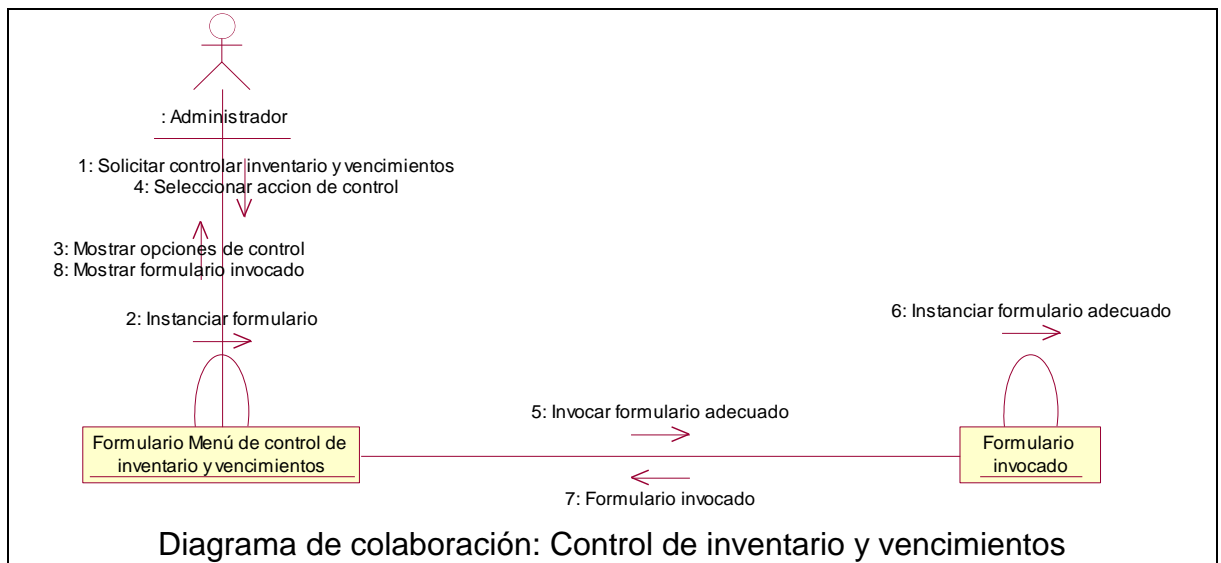 : Administrador
1: Solicitar controlar inventario y vencimientos
4: Seleccionar accion de control
3: Mostrar opciones de control
8: Mostrar formulario invocado
2: Instanciar formulario
6: Instanciar formulario adecuado
5: Invocar formulario adecuado
Formulario Menú de control de
inventario y vencimientos
Formulario
invocado
7: Formulario invocado
Diagrama de colaboración: Control de inventario y vencimientos